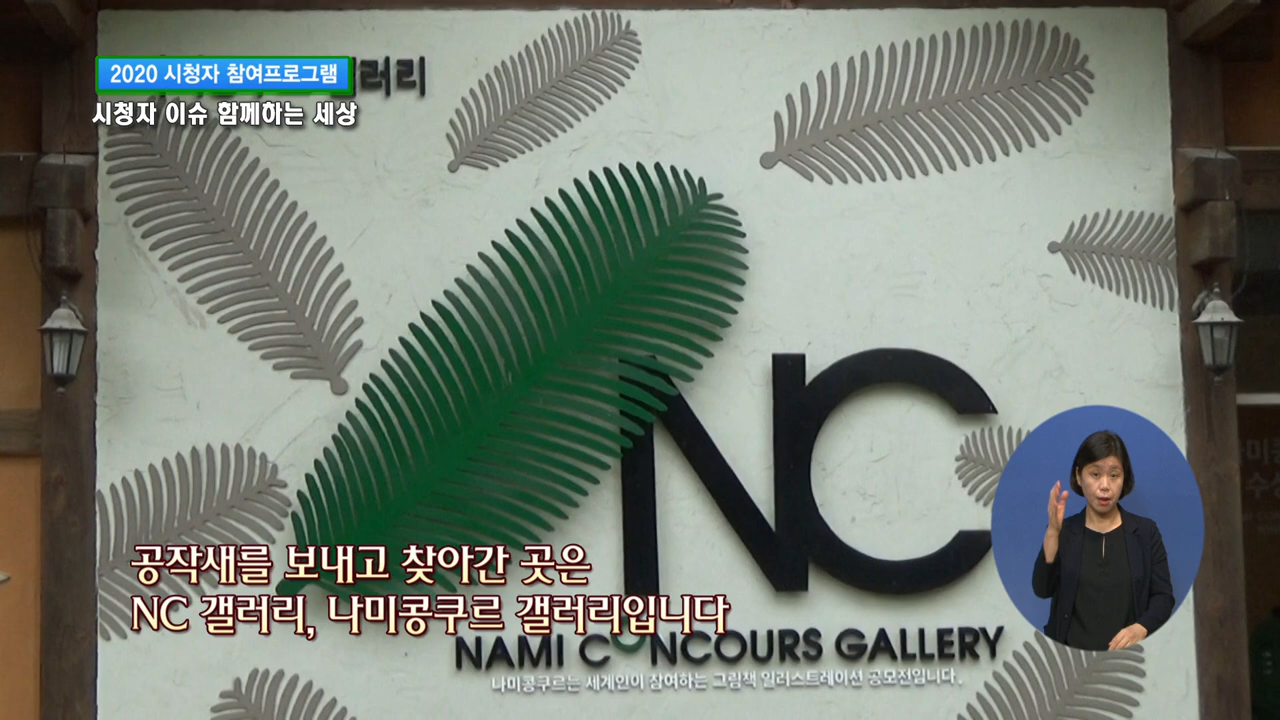 2020 시청자 참여프로그램
러리
시청자 이슈 함께하는 세상
NC
공작새를 보내고 찾아간 곳은
NC 갤러리, 나미콩쿠르 갤러리입니다
NAMI CONCOURS GALLERY
나미콩쿠르는 세계인이 참여하는 그림책 일러스트레이션 공모전입니다.